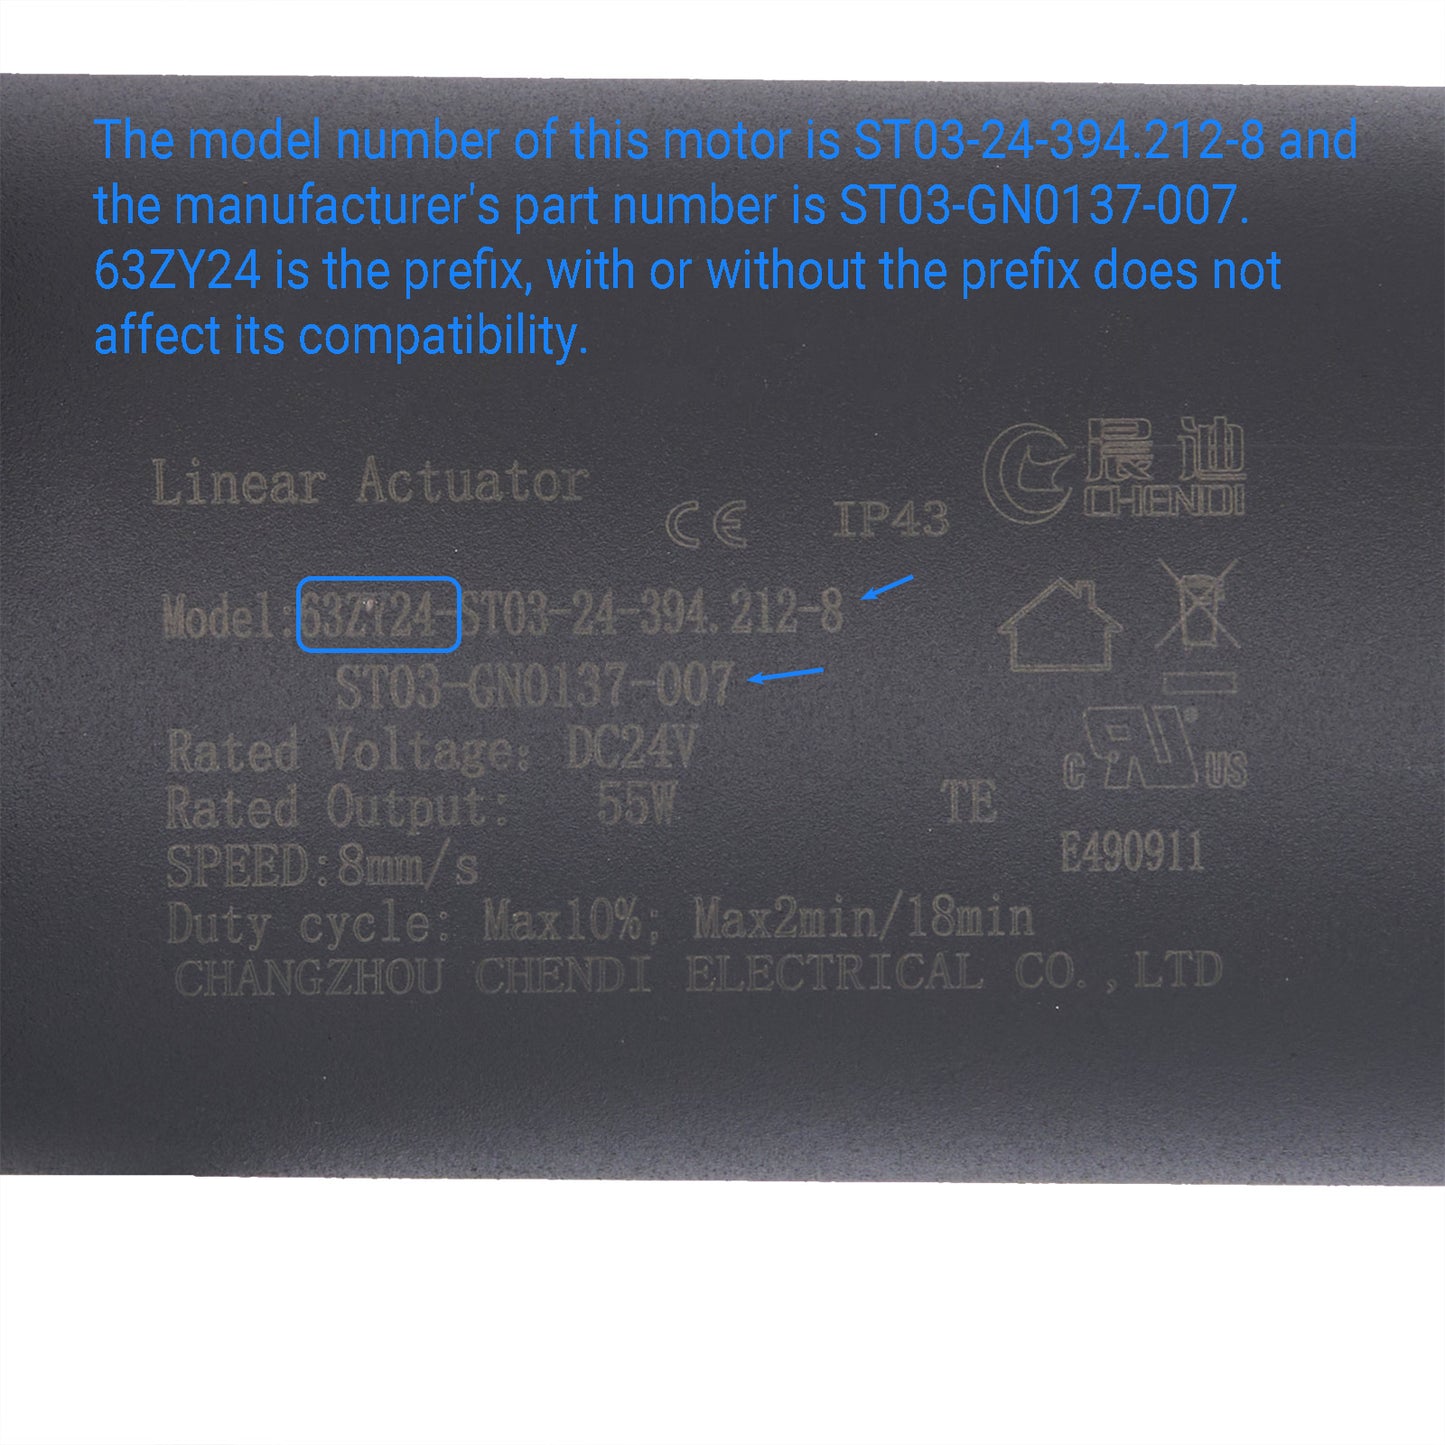 The model number of this motor is ST03-24-394.212-8 and
the manufacturer's part number is ST03-GN0137-007.
63ZY24 is the prefix, with or without the prefix does not
affect its compatibility.
晨迪
CHENDI
Linear Actuator
CE IP43
Model:63ZY24-ST03-24-394.212-8
ST03-GN0137-007
Rated Voltage: DC24V
c RU US
Rated Output: 55W TE
SPEED:8mm/s E490911
Duty cycle: Max10%; Max2min/18min
CHANGZHOU CHENDI ELECTRICAL CO.,LTD